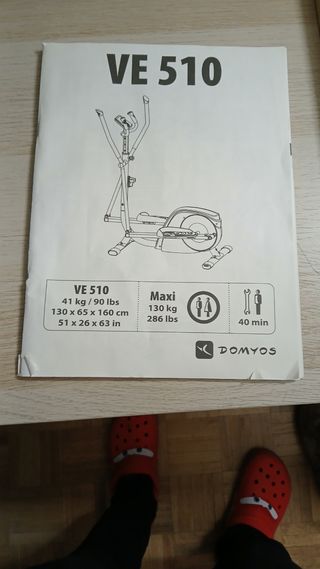 VE 510
VE 510
41 kg / 90 lbs
130 x 65 x 160 cm
51 x 26 x 63 in
Maxi
130 kg
286 lbs
40 min
DOMYOS